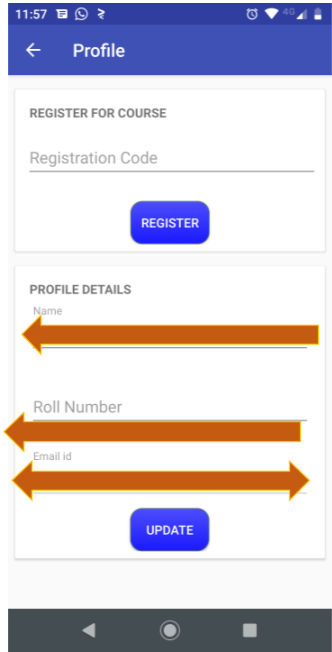 11:57
4G
Profile
REGISTER FOR COURSE
Registration Code
REGISTER
PROFILE DETAILS
Name
Roll Number
Email id
UPDATE